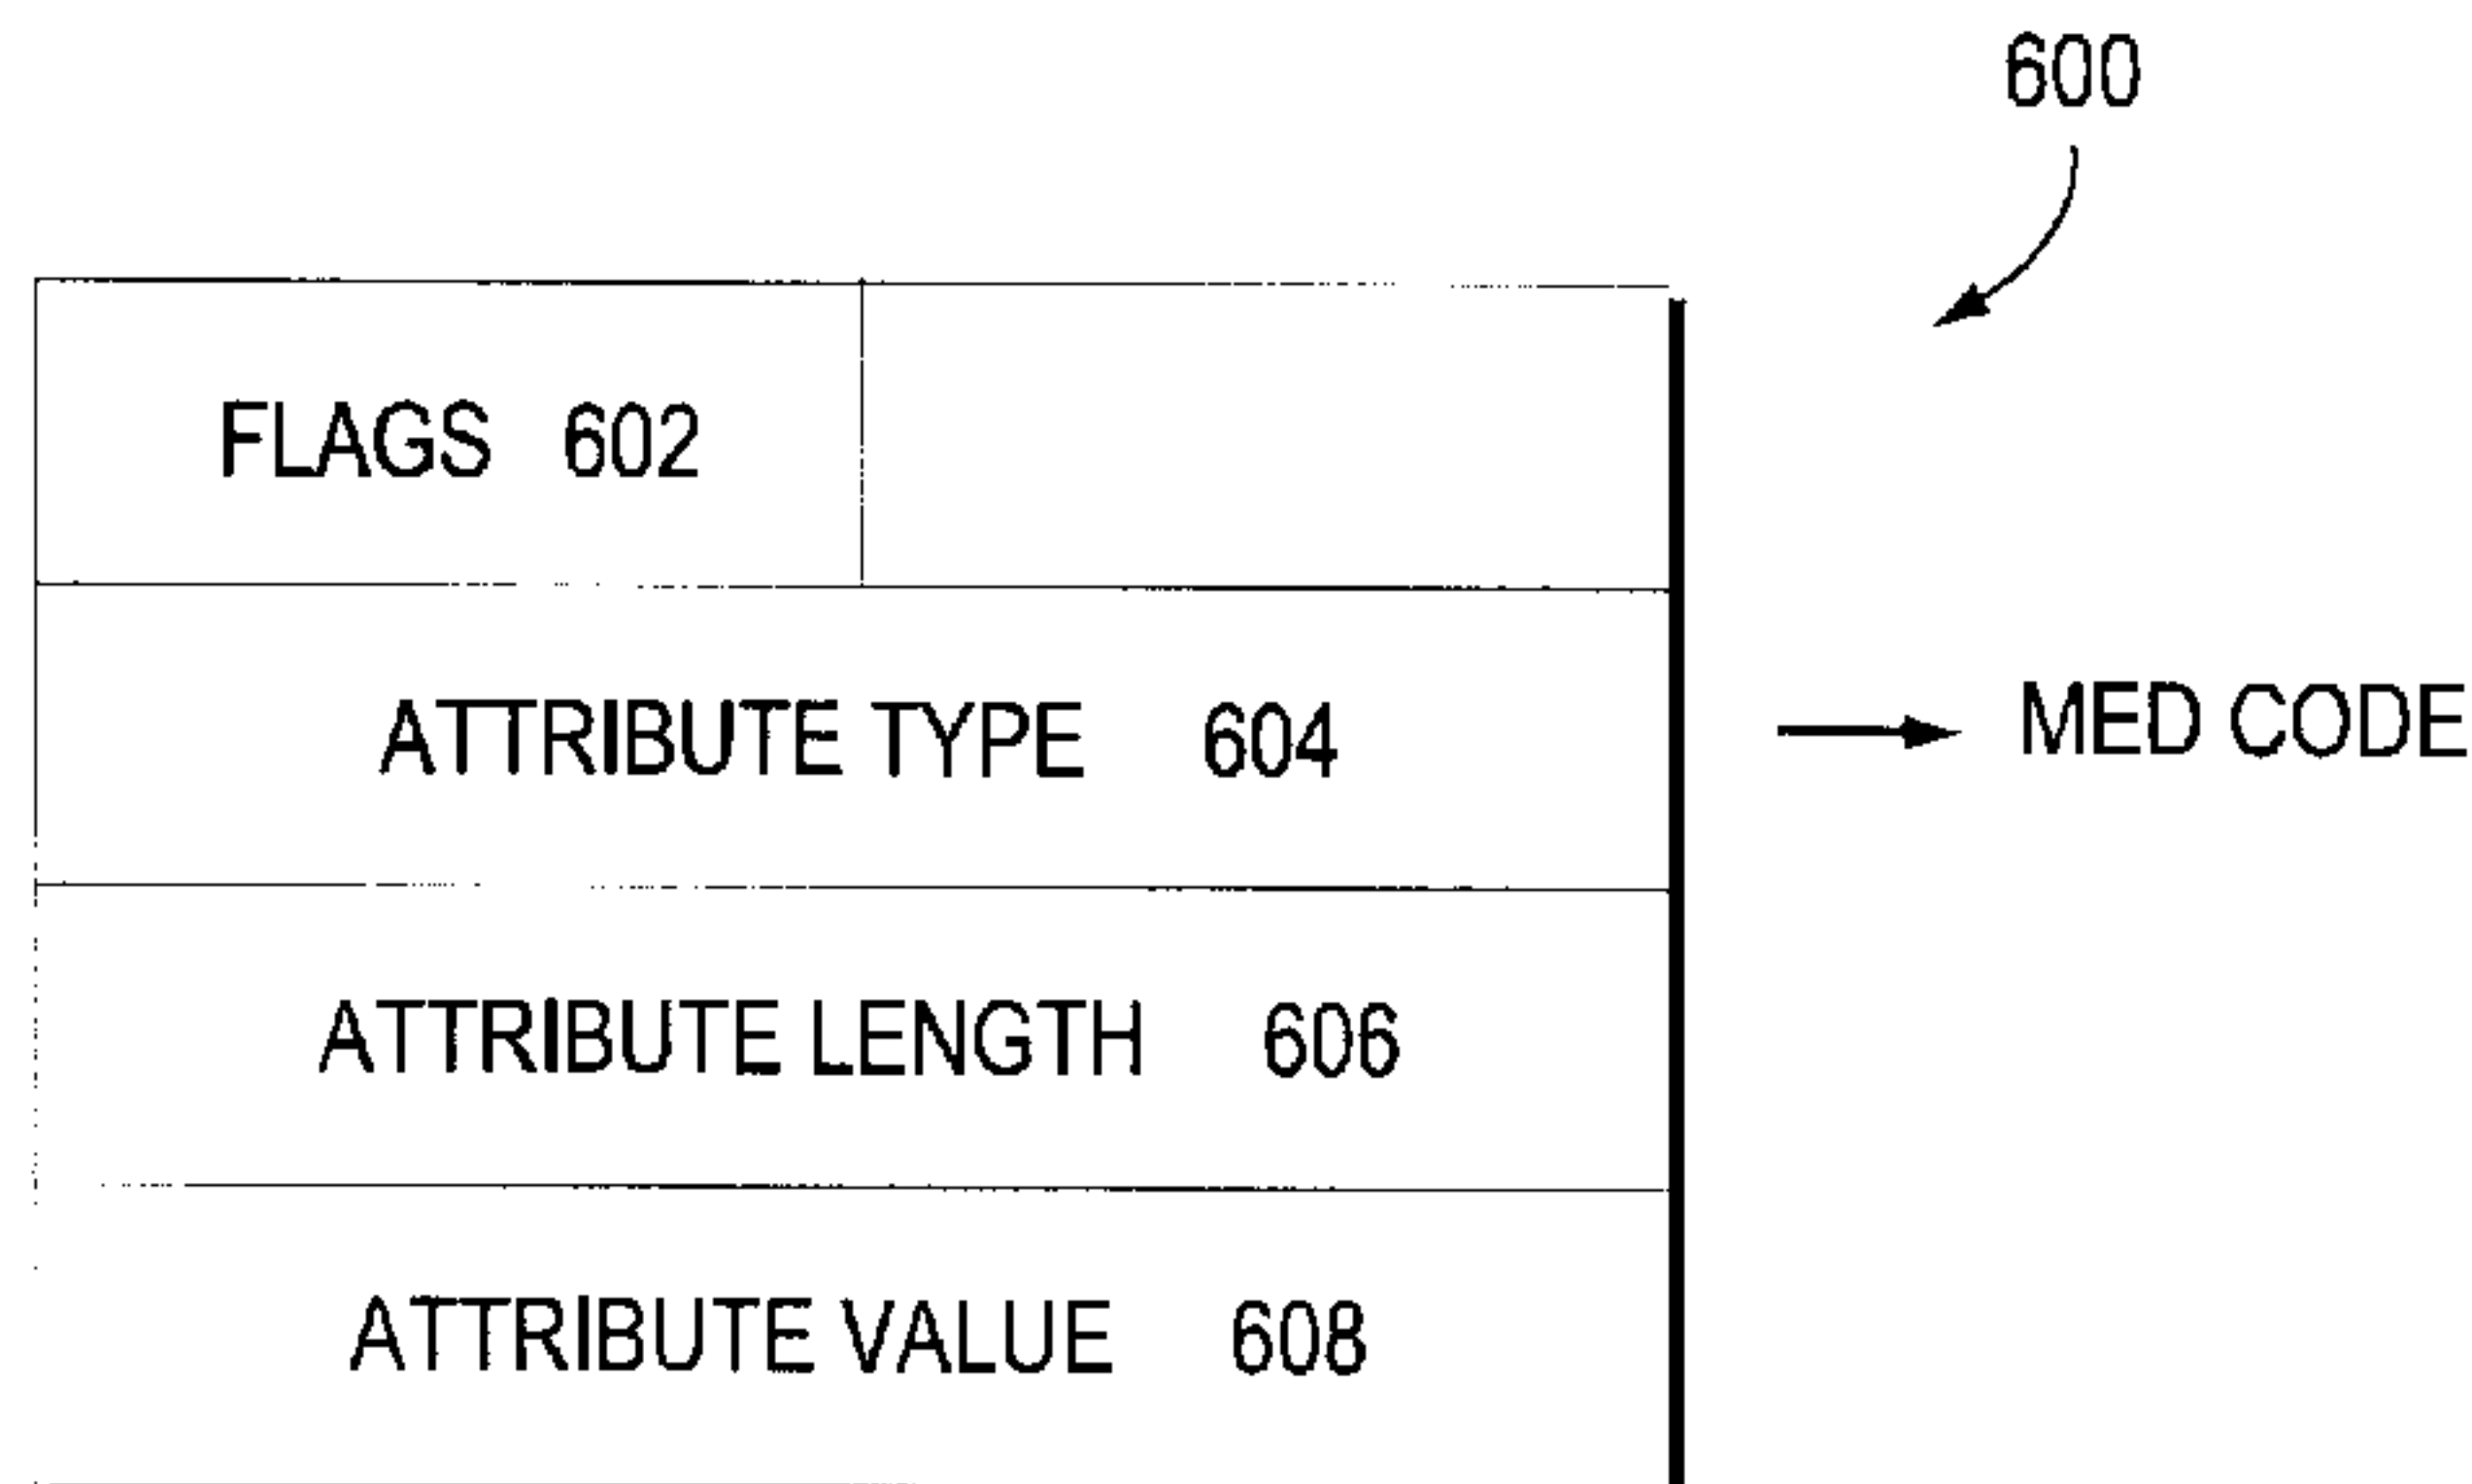 600
FLAGS 602
ATTRIBUTE TYPE 604
MED CODE
ATTRIBUTE LENGTH 606
ATTRIBUTE VALUE 608